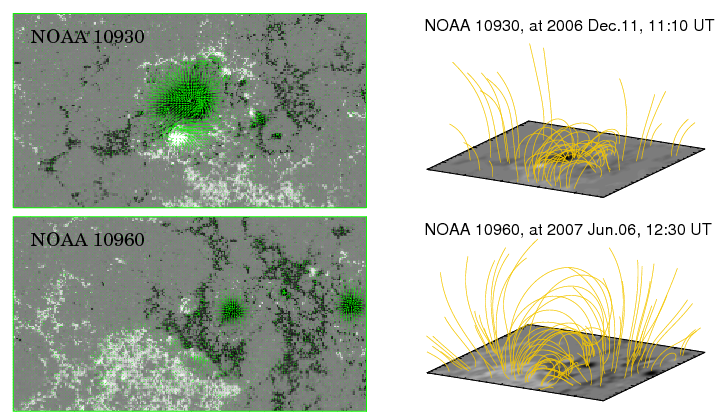 NOAA 10930
NOAA 10930, at 2006 Dec.11, 11:10 UT
NOAA 10960
NOAA 10960, at 2007 Jun.06, 12:30 UT